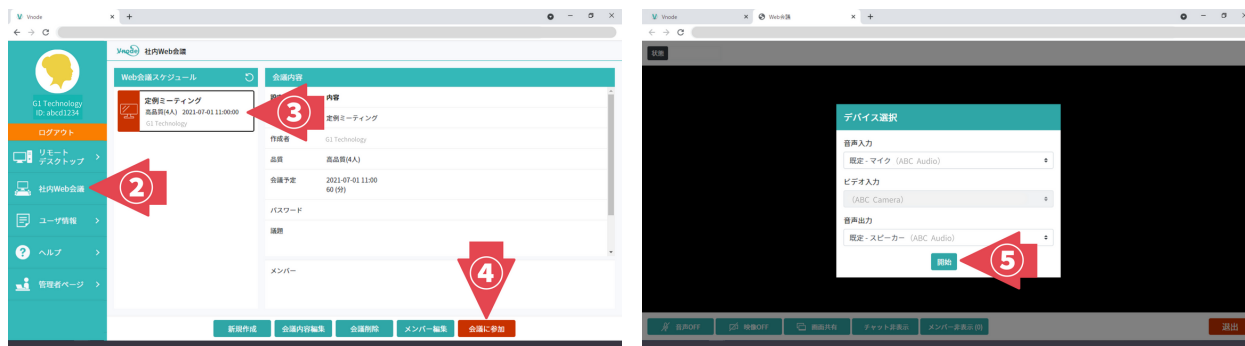 Vnode
Vnode 社内Web会議
G1 Technology
ID: abcd1234
ログアウト
リモート
デスクトップ
社内Web会議
ユーザ情報
ヘルプ
管理者ページ
②
Web会議スケジュール
定例ミーティング
高品質(4人) 2021-07-01 11:00:00
G1 Technology
③
会議内容
内容
定例ミーティング
作成者 G1 Technology
品質 高品質(4人)
会議予定 2021-07-01 11:00
60 (分)
パスワード
議題
メンバー
④
新規作成 会議内容編集 会議削除 メンバー編集 会議に参加
Vnode Web会議
状態
デバイス選択
音声入力
既定 - マイク (ABC Audio)
ビデオ入力
(ABC Camera)
音声出力
既定 - スピーカー (ABC Audio)
開始
⑤
音声OFF 映像OFF 画面共有 チャット非表示 メンバー非表示 (0) 退出